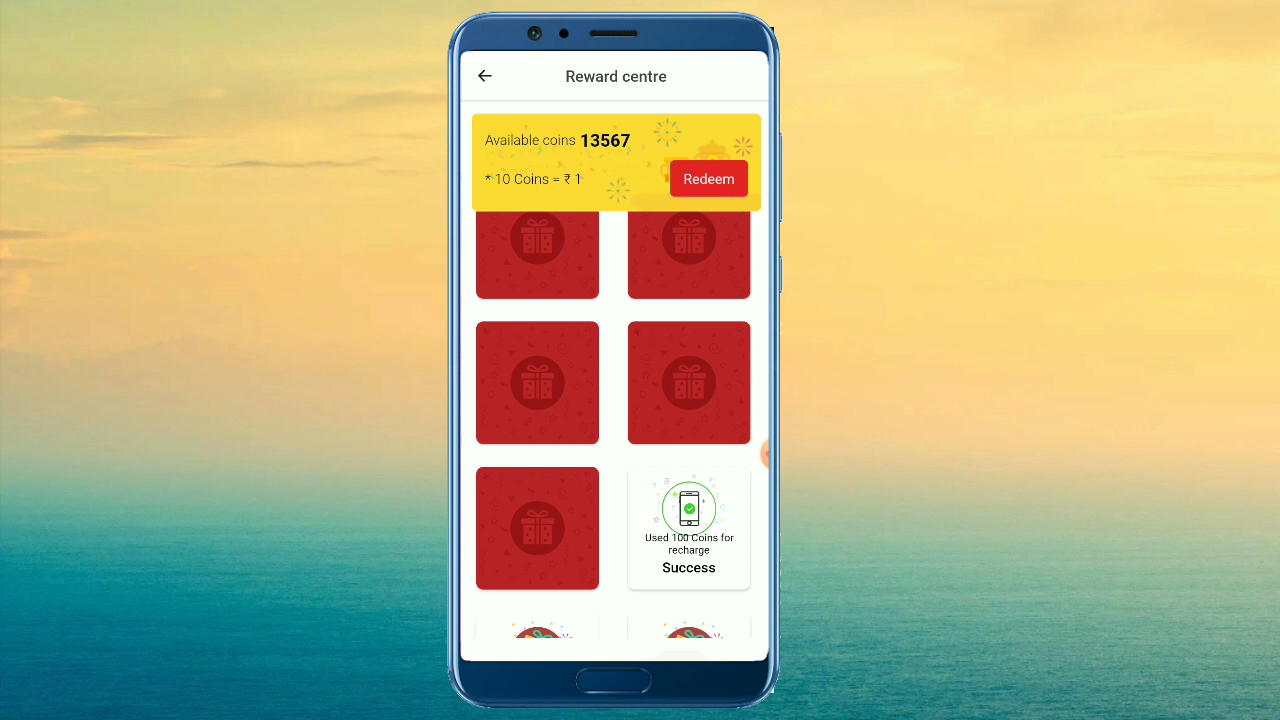 Reward centre
Available coins 13567
* 10 Coins = ₹ 1
Redeem
Used 100 Coins for
recharge
Success